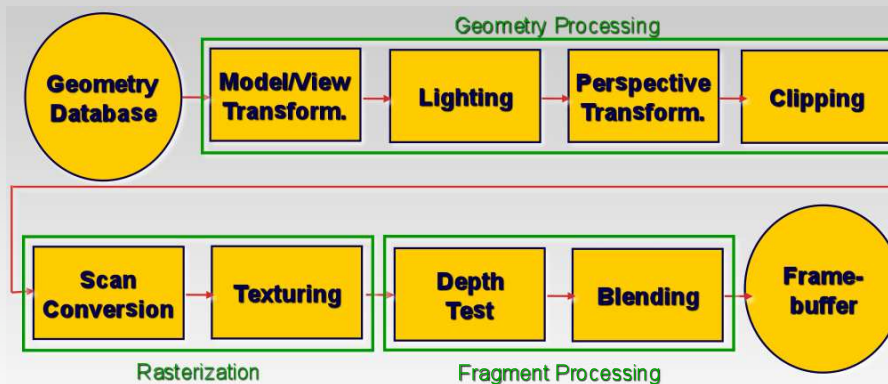 Geometry Processing
Geometry
Database
Model/View
Transform.
Lighting
Perspective
Transform.
Clipping
Scan
Conversion
Texturing
Depth
Test
Blending
Frame-
buffer
Rasterization
Fragment Processing